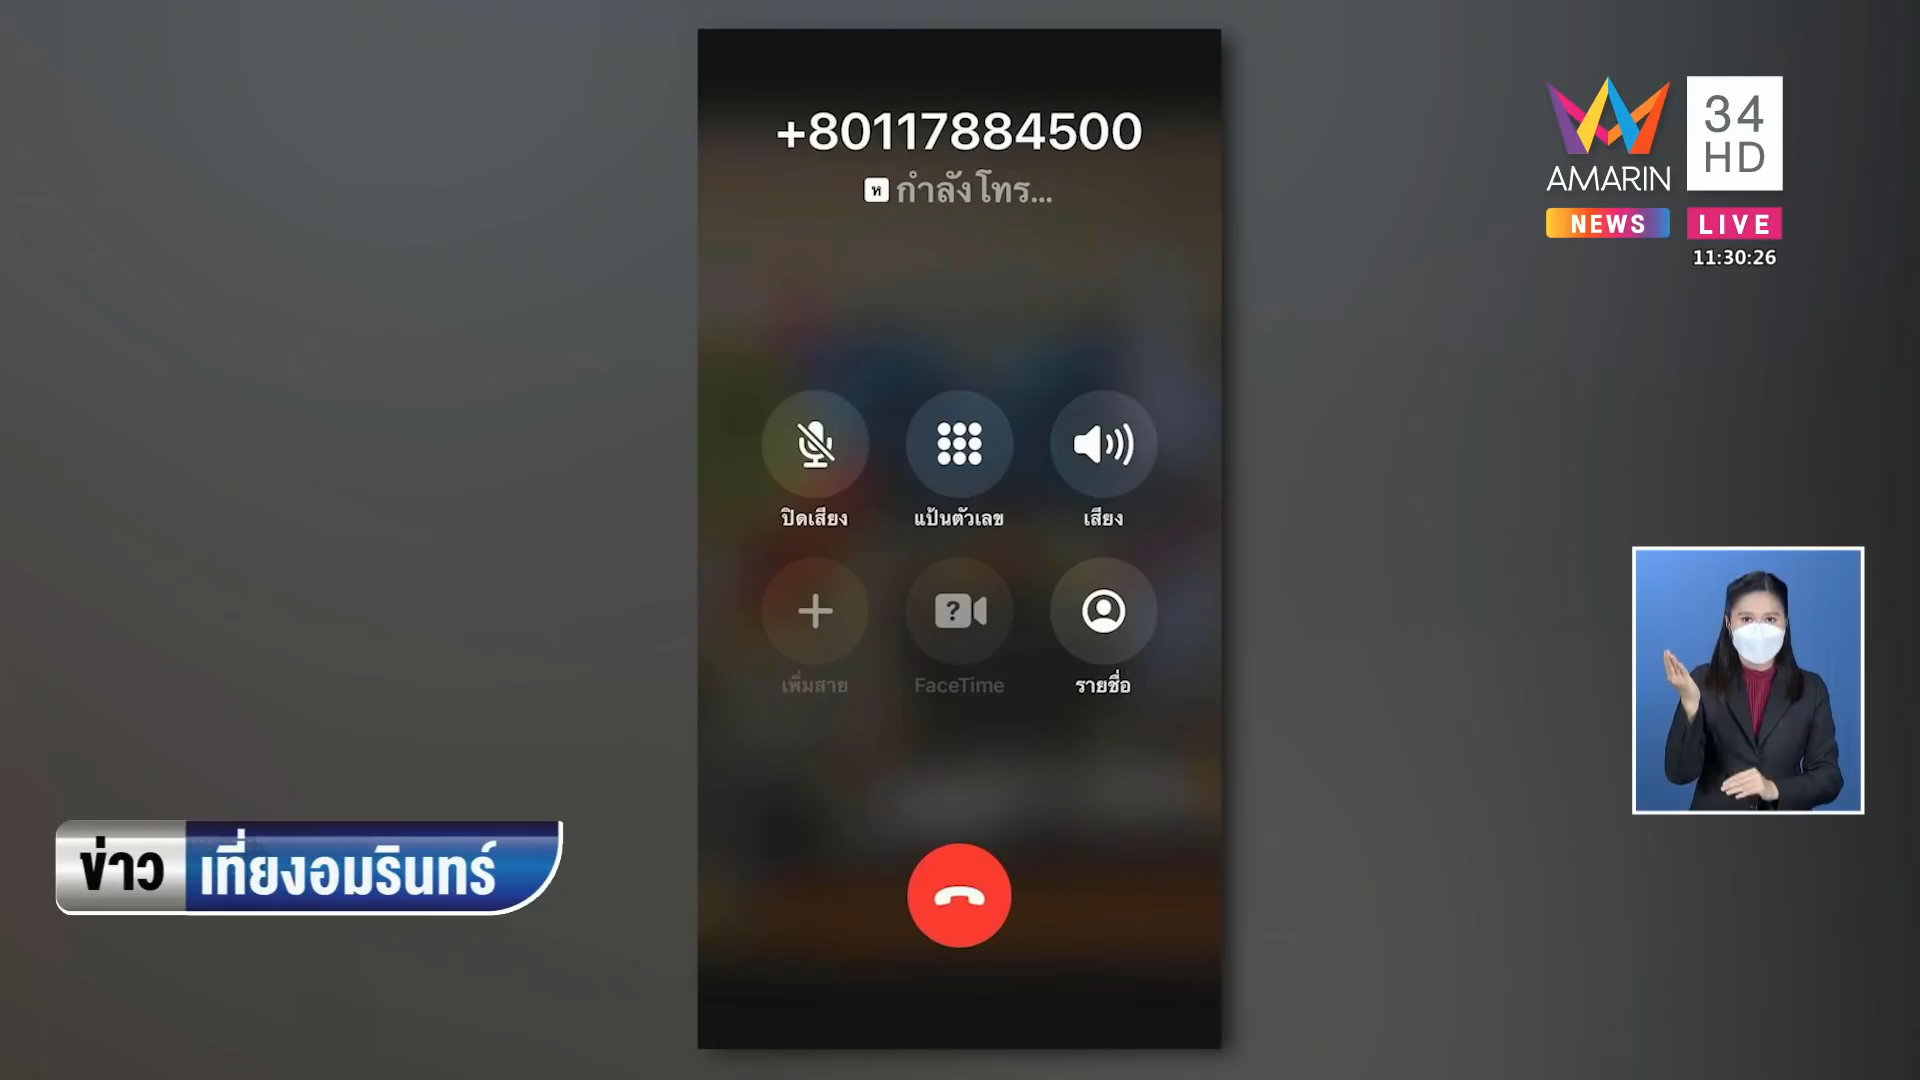 +80117884500
ห กำลังโทร...
ปิดเสียง
แป้นตัวเลข
เสียง
เพิ่มสาย
FaceTime
รายชื่อ
AMARIN
34
HD
NEWS
LIVE
11:30:26
ข่าว เที่ยงอมรินทร์